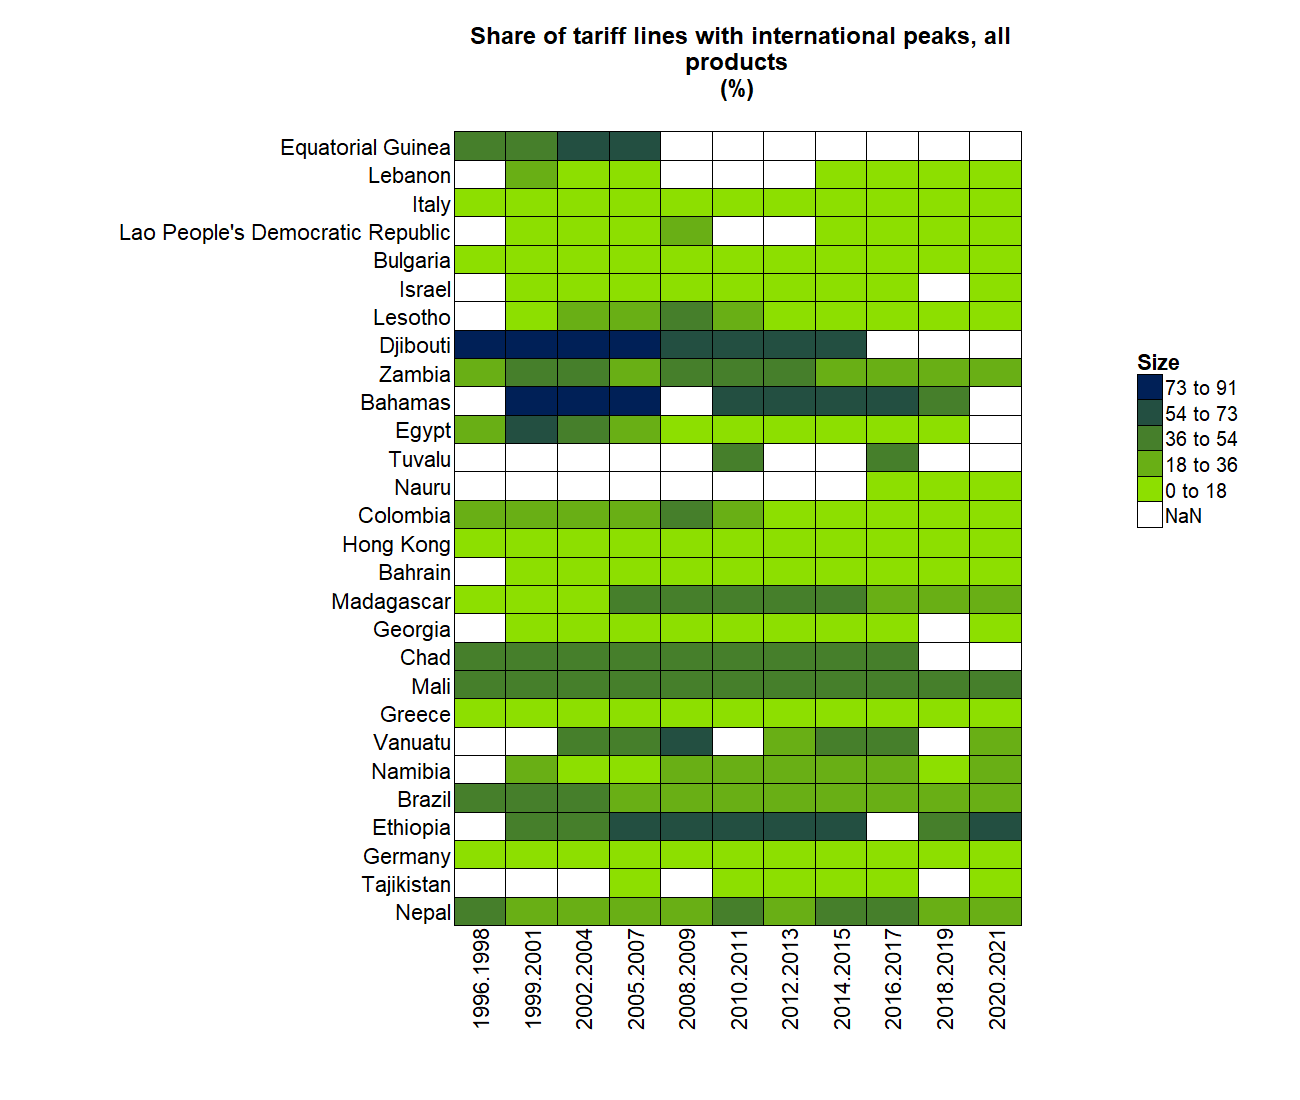 Share of tariff lines with international peaks, all
products
(%)
Equatorial Guinea
Lebanon
Italy
Lao People's Democratic Republic
Bulgaria
Israel
Lesotho
Djibouti
Zambia
Bahamas
Egypt
Tuvalu
Nauru
Colombia
Hong Kong
Bahrain
Madagascar
Georgia
Chad
Mali
Greece
Vanuatu
Namibia
Brazil
Ethiopia
Germany
Tajikistan
Nepal
1996.1998
1999.2001
2002.2004
2005.2007
2008.2009
2010.2011
2012.2013
2014.2015
2016.2017
2018.2019
2020.2021
Size
73 to 91
54 to 73
36 to 54
18 to 36
0 to 18
NaN